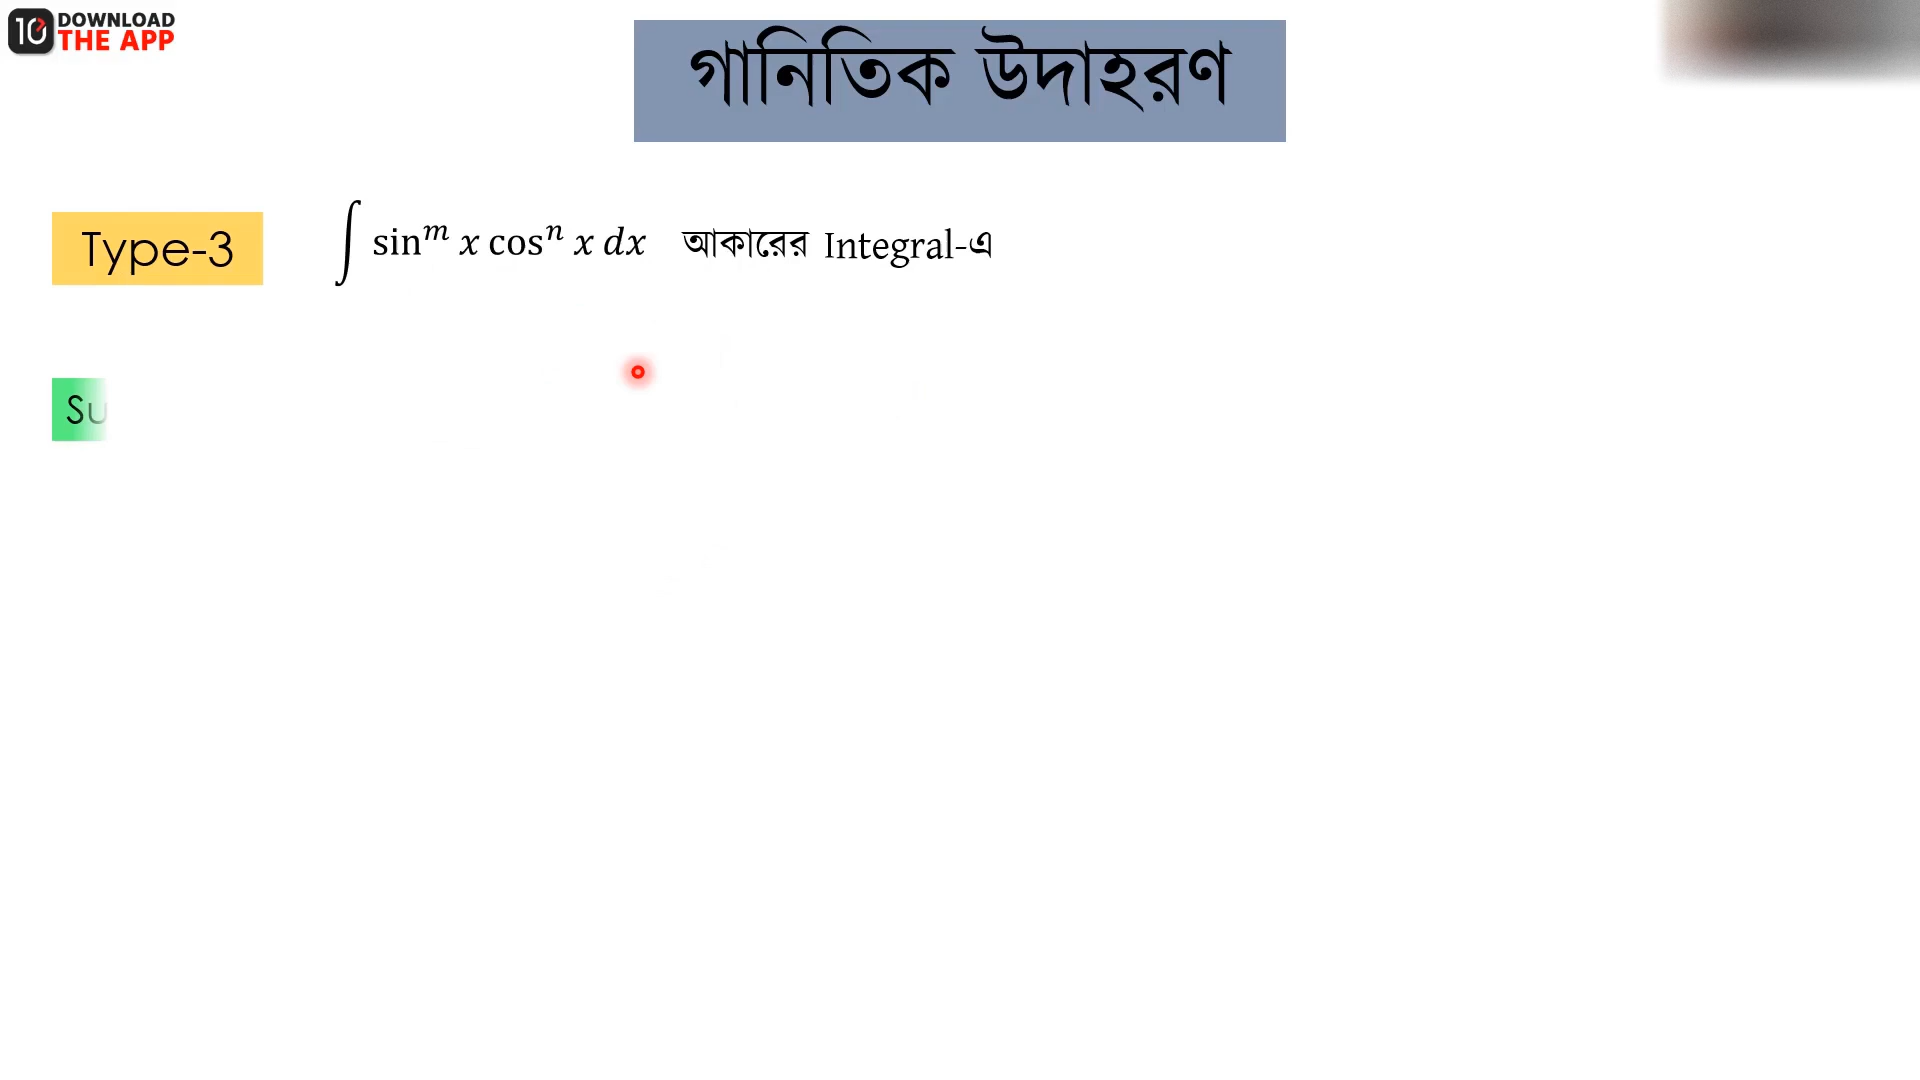 DOWNLOAD
THE APP
গানিতিক উদাহরণ
Type-3 ∫ sinᵐ x cosⁿ x dx আকারের Integral-এ
Su